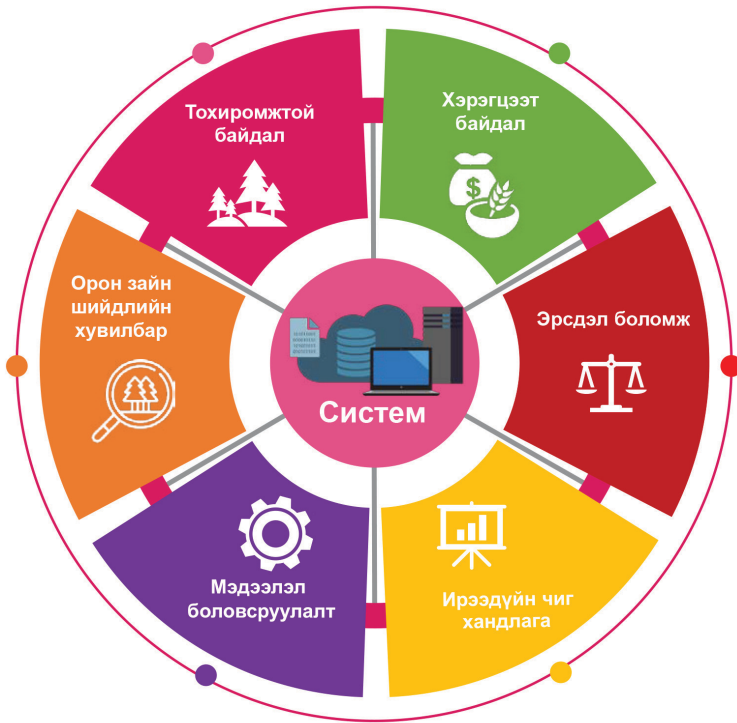 Тохиромжтой
байдал
Хэрэгцээт
байдал
$
Орон зайн
шийдлийн
хувилбар
Эрсдэл боломж
Систем
Мэдээлэл
боловсруулалт
Ирээдүйн чиг
хандлага